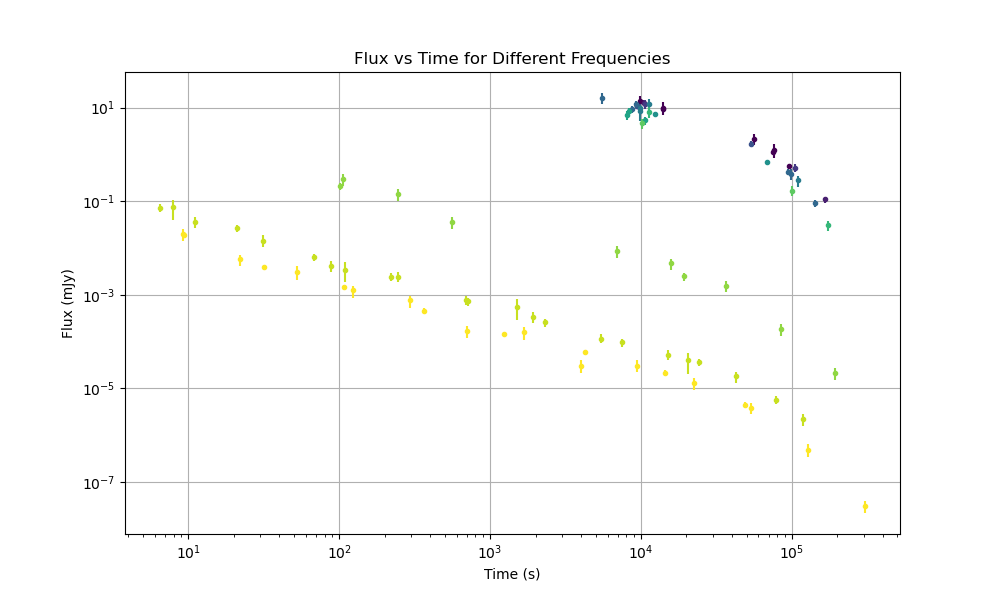 Flux vs Time for Different Frequencies
Flux (mJy)
10¹
10⁻¹
10⁻³
10⁻⁵
10⁻⁷
10¹ 10² 10³ 10⁴ 10⁵
Time (s)